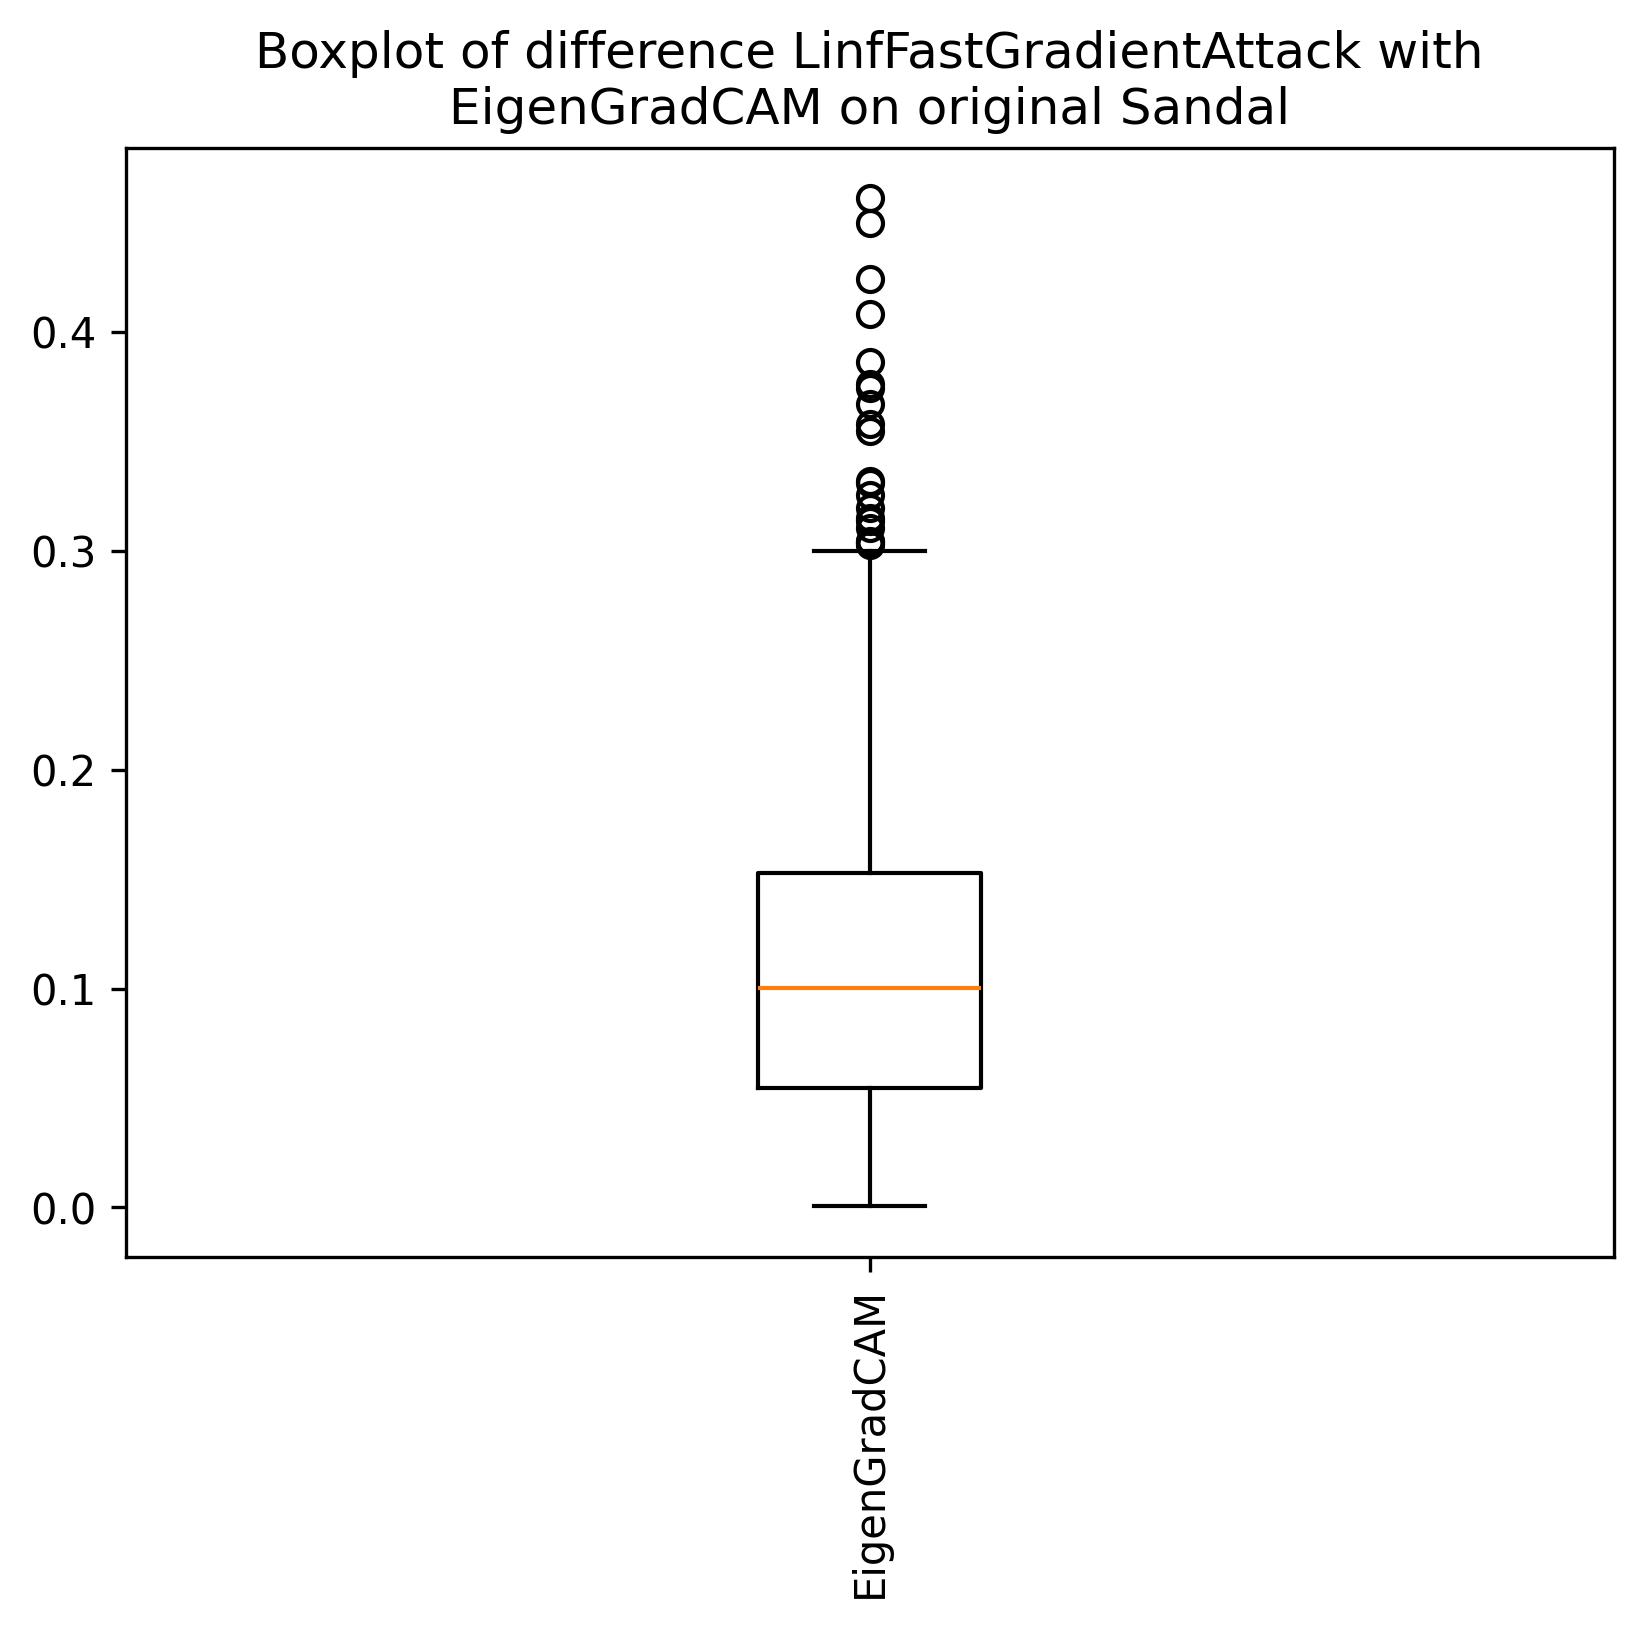 Boxplot of difference LinfFastGradientAttack with
EigenGradCAM on original Sandal
0.4
0.3
0.2
0.1
0.0
EigenGradCAM